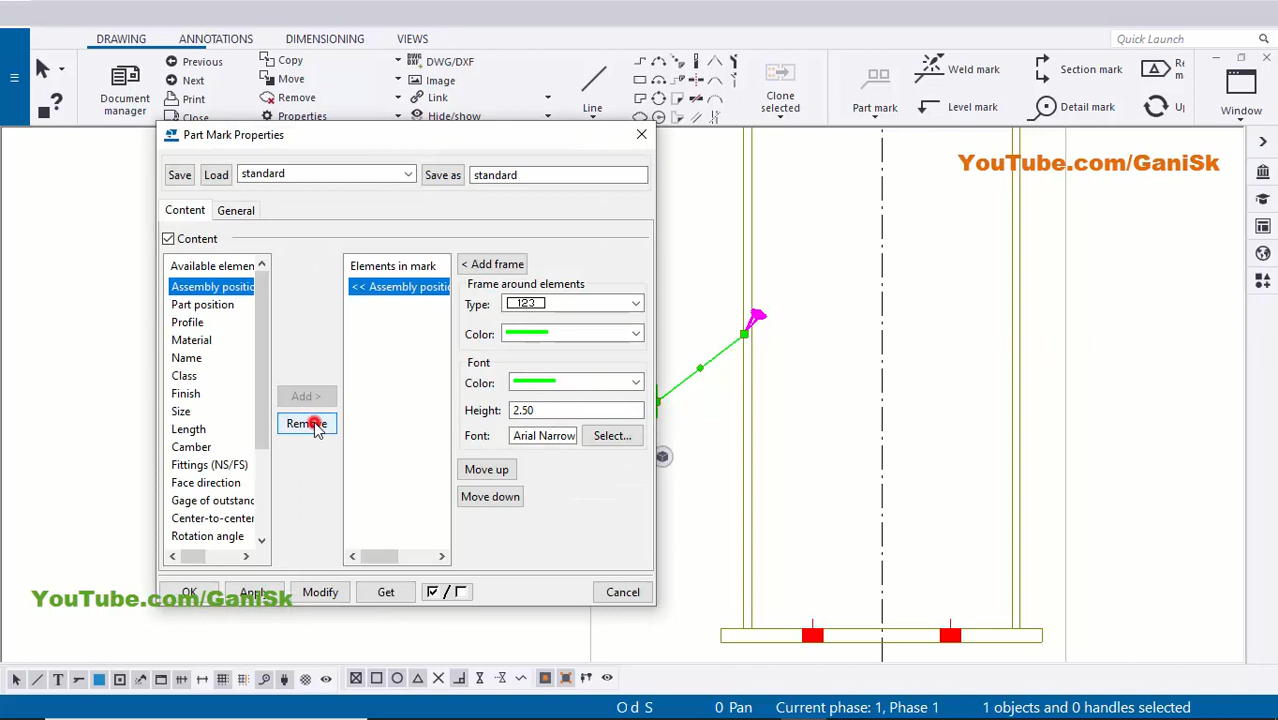 DRAWING ANNOTATIONS DIMENSIONING VIEWS Quick Launch
Previous Copy DWG/DXF
Next Move Image
Print Remove Link
Close Properties Hide/show
Document manager
Line
Clone selected
Part mark
Weld mark
Level mark
Section mark
Detail mark
Window
Part Mark Properties
Save Load standard Save as standard
Content General
Content
Available elemen Elements in mark < Add frame
Assembly positic << Assembly positic Frame around elements
Part position Type: 123
Profile
Material Color:
Name Font
Class Color:
Finish
Size Height: 2.50
Length Font: Arial Narrow Select...
Add >
Remove
Camber
Fittings (NS/FS) Move up
Face direction
Gage of outstanc Move down
Center-to-center
Rotation angle
OK Apply Modify Get / Cancel
YouTube.com/GaniSk
YouTube.com/GaniSk
O d S 0 Pan Current phase: 1, Phase 1 1 objects and 0 handles selected